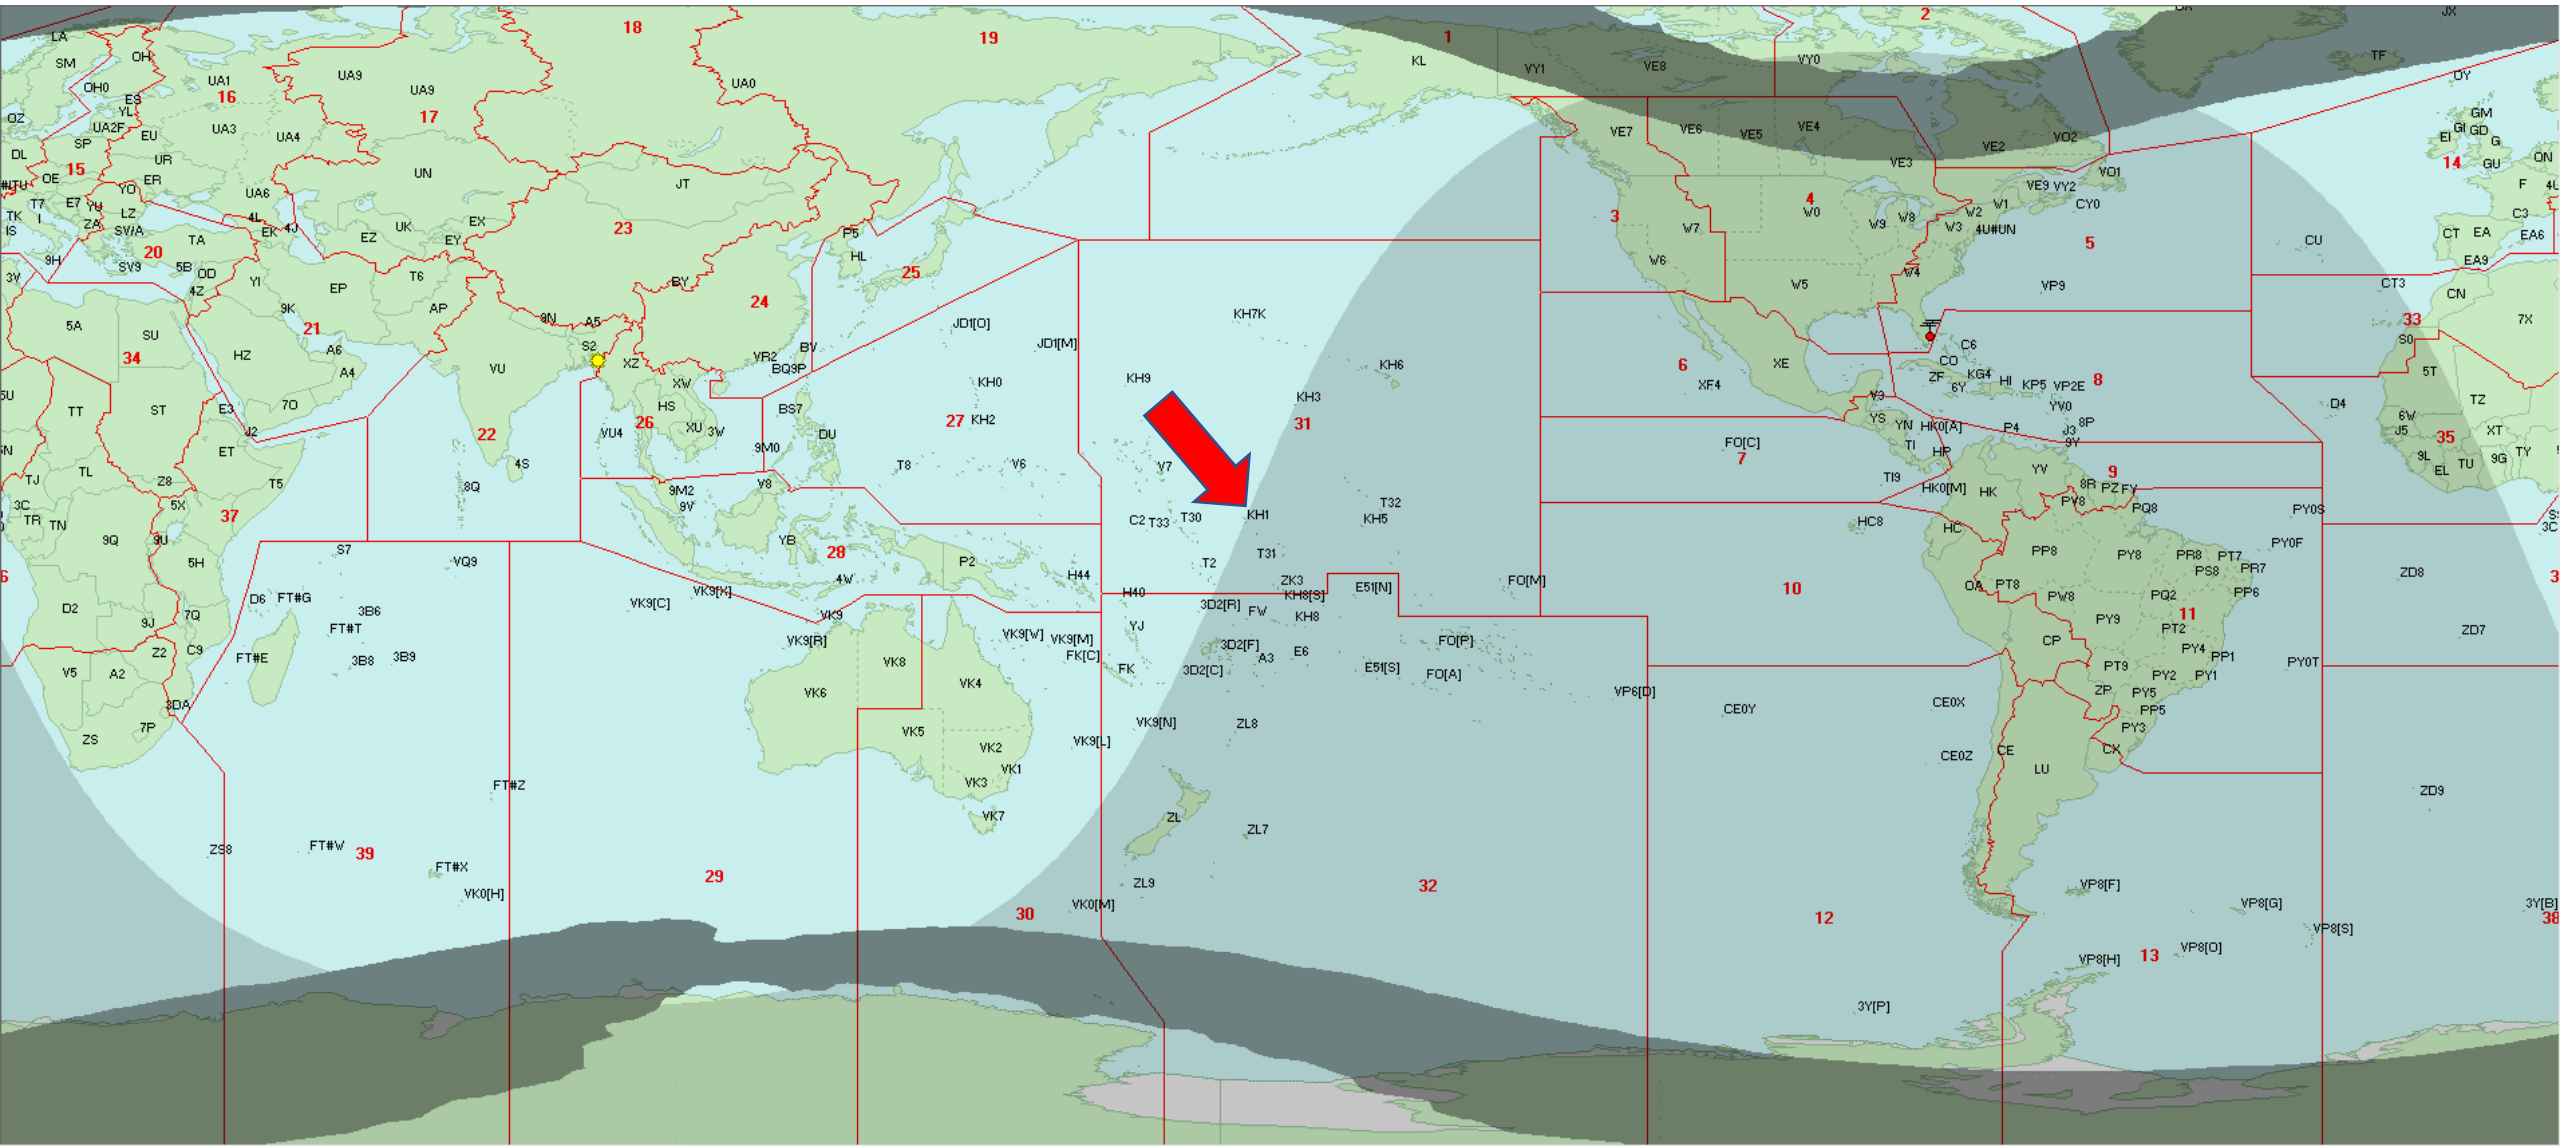 18
2
19
1
LA
OH
SM
UA9
UA1
16
UA9
17
UA0
KL
VY1
VE8
VY0
TF
JX
OY
OH0
ES
YL
OZ
UA2F
EU
UA3
UA4
SP
DL
15
UR
UN
JT
OE
ER
#ITU
YO
UA6
T7
E7
YU
LZ
I
TK
IS
ZA
SV/A
TA
4L
EK
4J
20
EZ
UK
EX
EY
23
P5
HL
25
BY
24
VE7
VE6
VE5
VE4
VE3
VE2
VO2
VO1
VE9
VY2
CY0
3
4
W0
W7
W6
W5
W9
W8
W2
W1
W3
4U#UN
W4
5
VP9
GM
GI
GD
EI
G
14
GU
ON
F
4L
C3
CT
EA
EA6
EA9
CU
CT3
CN
33
7X
S0
9H
3V
SV9
5B
OD
4Z
YI
EP
T6
9K
AP
5A
SU
21
34
HZ
A6
A4
9N
A5
S2
VU
XZ
VR2
BV
BQ9P
JD1[O]
JD1[M]
KH7K
KH6
KH9
KH3
KH0
KH2
27
31
6
XF4
XE
C6
CO
ZF
KG4
6Y
HI
KP5
VP2E
8
YV0
8P
J3
9Y
P4
V3
YS
YN
HK0[A]
TI
HP
5T
D4
6W
J5
35
TZ
XT
9G
TY
9L
EL
TU
5U
TT
ST
E3
7O
J2
ET
22
VU4
26
XW
HS
XU
3W
BS7
9M0
DU
4S
8Q
T8
V6
V7
FO[C]
7
TI9
HK0[M]
HK
YV
9
8R
PZ
FY
PV8
PQ8
PY0S
5N
TJ
TL
Z8
5X
T5
37
3C
TR
TN
9Q
9U
5H
9M2
9V
V8
YB
28
P2
4W
C2
T33
T30
KH1
T32
KH5
T31
T2
ZK3
KH8[S]
E51[N]
FO[M]
H44
H40
HC8
HC
PP8
PY8
PR8
PT7
PS8
PR7
PY0F
ZD8
10
OA
PT8
PW8
PQ2
PP6
11
PY9
PT2
S7
VQ9
D6
FT#G
3B6
FT#T
3B8
3B9
FT#E
D2
9J
7Q
Z2
C9
V5
A2
3DA
7P
ZS
VK9[C]
VK9[X]
VK9
VK9[R]
VK9[W]
VK9[M]
FK[C]
FK
YJ
3D2[R]
FW
KH8
3D2[F]
A3
E6
3D2[C]
E51[S]
FO[P]
FO[A]
VP6[D]
CP
PY4
PP1
PT9
PY2
PY1
ZP
PY5
PP5
PY3
CX
PY0T
ZD7
VK8
VK6
VK4
VK5
VK2
VK1
VK3
VK7
VK9[N]
VK9[L]
ZL8
ZL
ZL7
ZL9
VK0[M]
CE0Y
CE0X
CE0Z
CE
LU
ZD9
FT#Z
ZS8
FT#W
39
FT#X
VK0[H]
29
30
32
12
VP8[F]
VP8[G]
VP8[S]
VP8[O]
VP8[H]
13
3Y[B]
38
3Y[P]